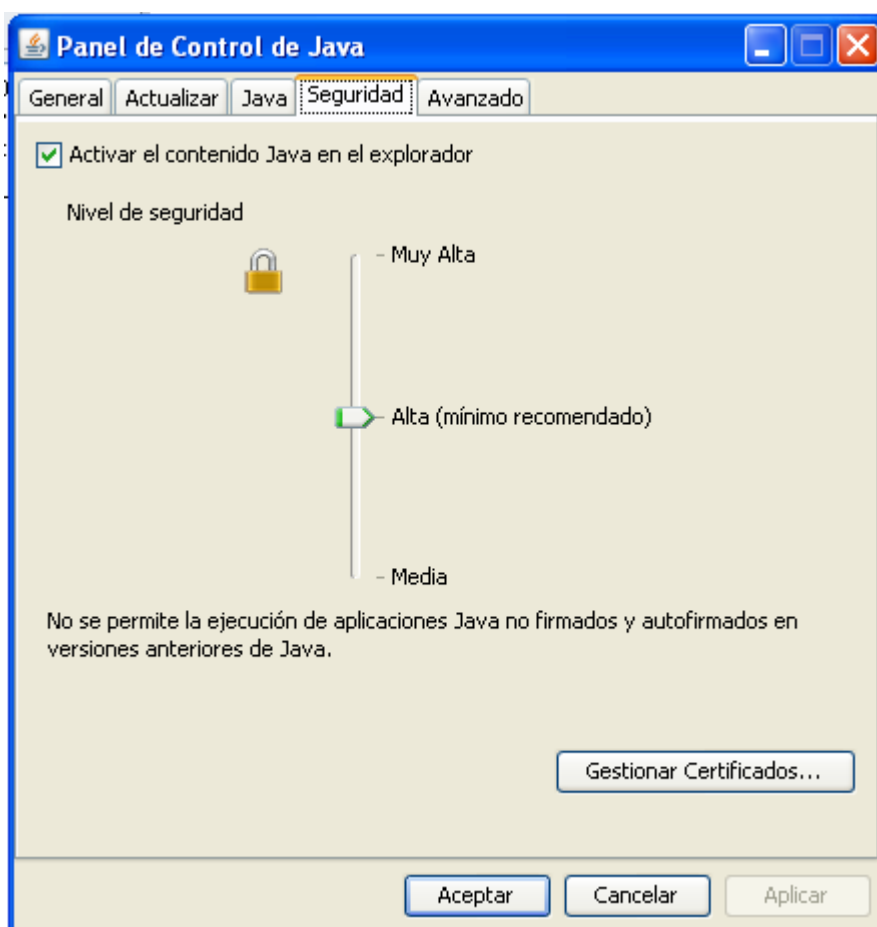 Panel de Control de Java
General Actualizar Java Seguridad Avanzado
Activar el contenido Java en el explorador
Nivel de seguridad
- Muy Alta
- Alta (mínimo recomendado)
- Media
No se permite la ejecución de aplicaciones Java no firmados y autofirmados en
versiones anteriores de Java.
Gestionar Certificados...
Aceptar Cancelar Aplicar